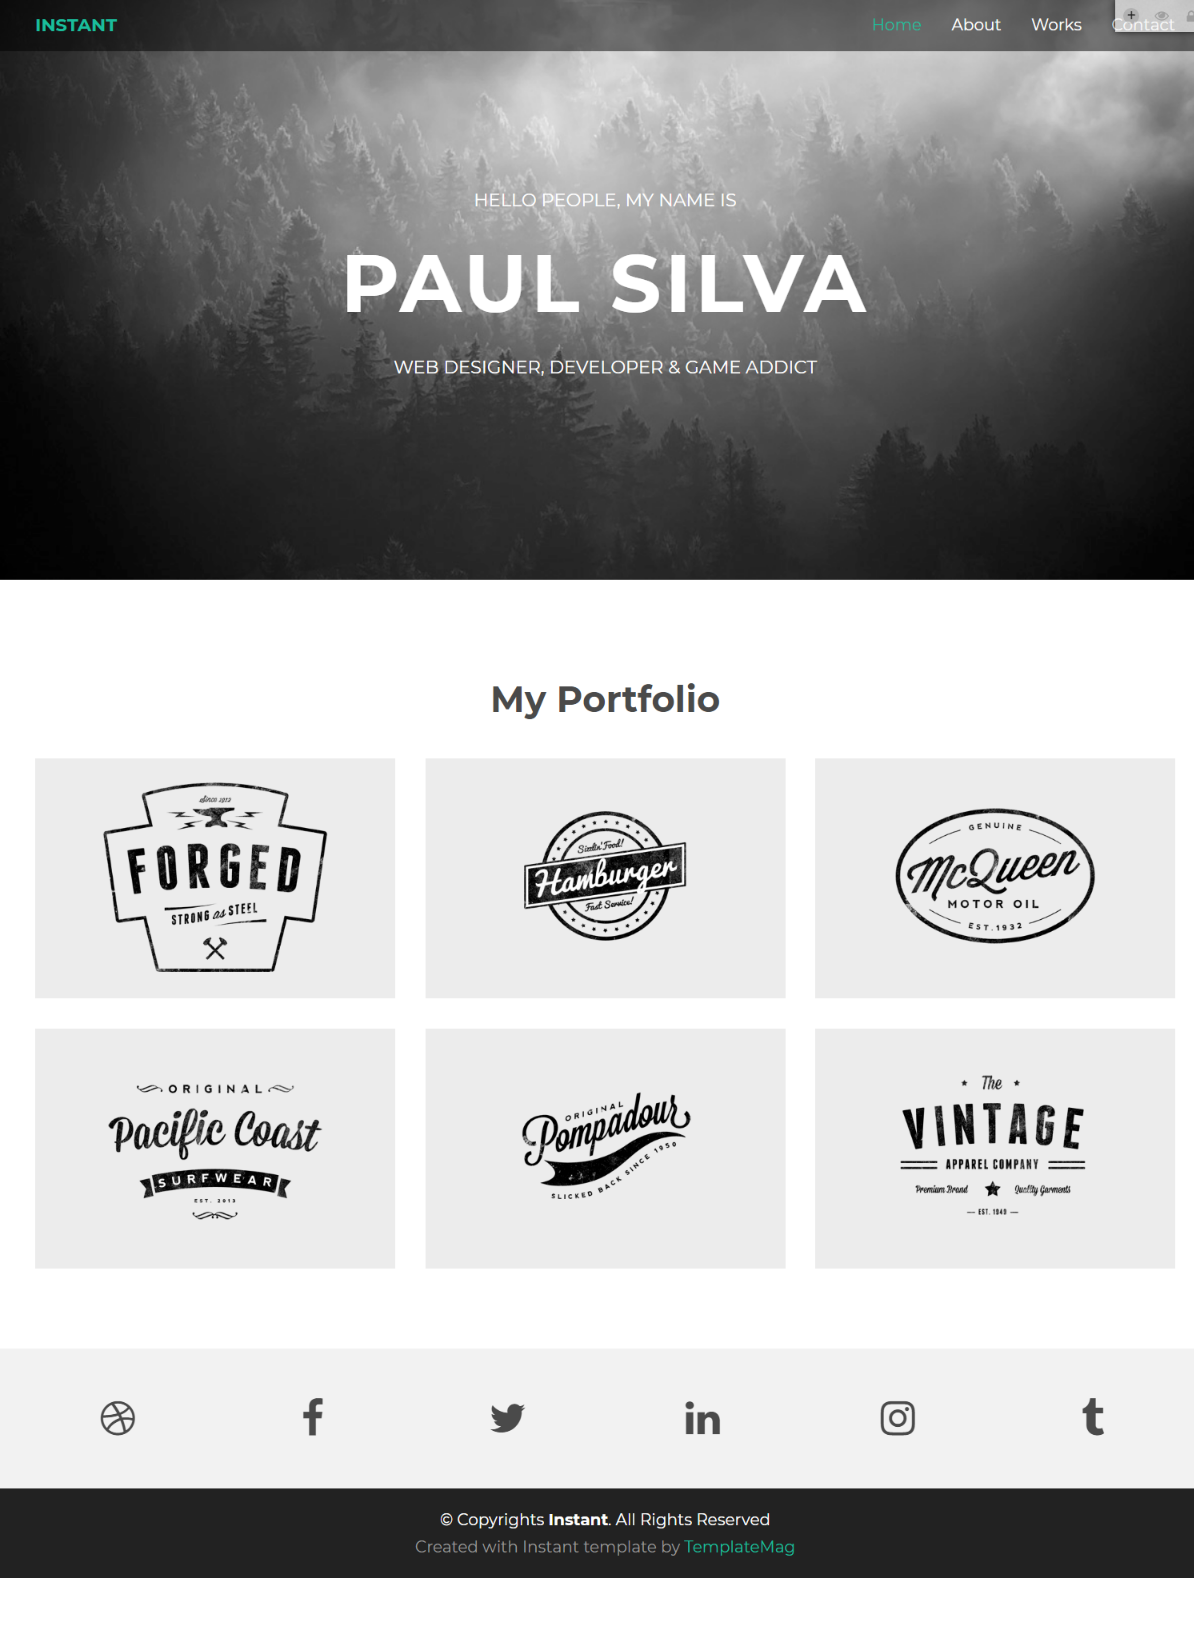 INSTANT
Home
About
Works
Contact
HELLO PEOPLE, MY NAME IS
PAUL SILVA
WEB DESIGNER, DEVELOPER & GAME ADDICT
My Portfolio
Since 1912
FORGED
STRONG as STEEL
Sizzlin' Food!
Hamburger
Fast Service!
GENUINE
McQueen
MOTOR OIL
EST. 1932
ORIGINAL
Pacific Coast
SURFWEAR
EST. 2013
ORIGINAL
Pompadour
SLICKED BACK SINCE 1950
The
VINTAGE
APPAREL COMPANY
Premium Brand
Quality Garments
EST. 1949
© Copyrights Instant. All Rights Reserved
Created with Instant template by TemplateMag